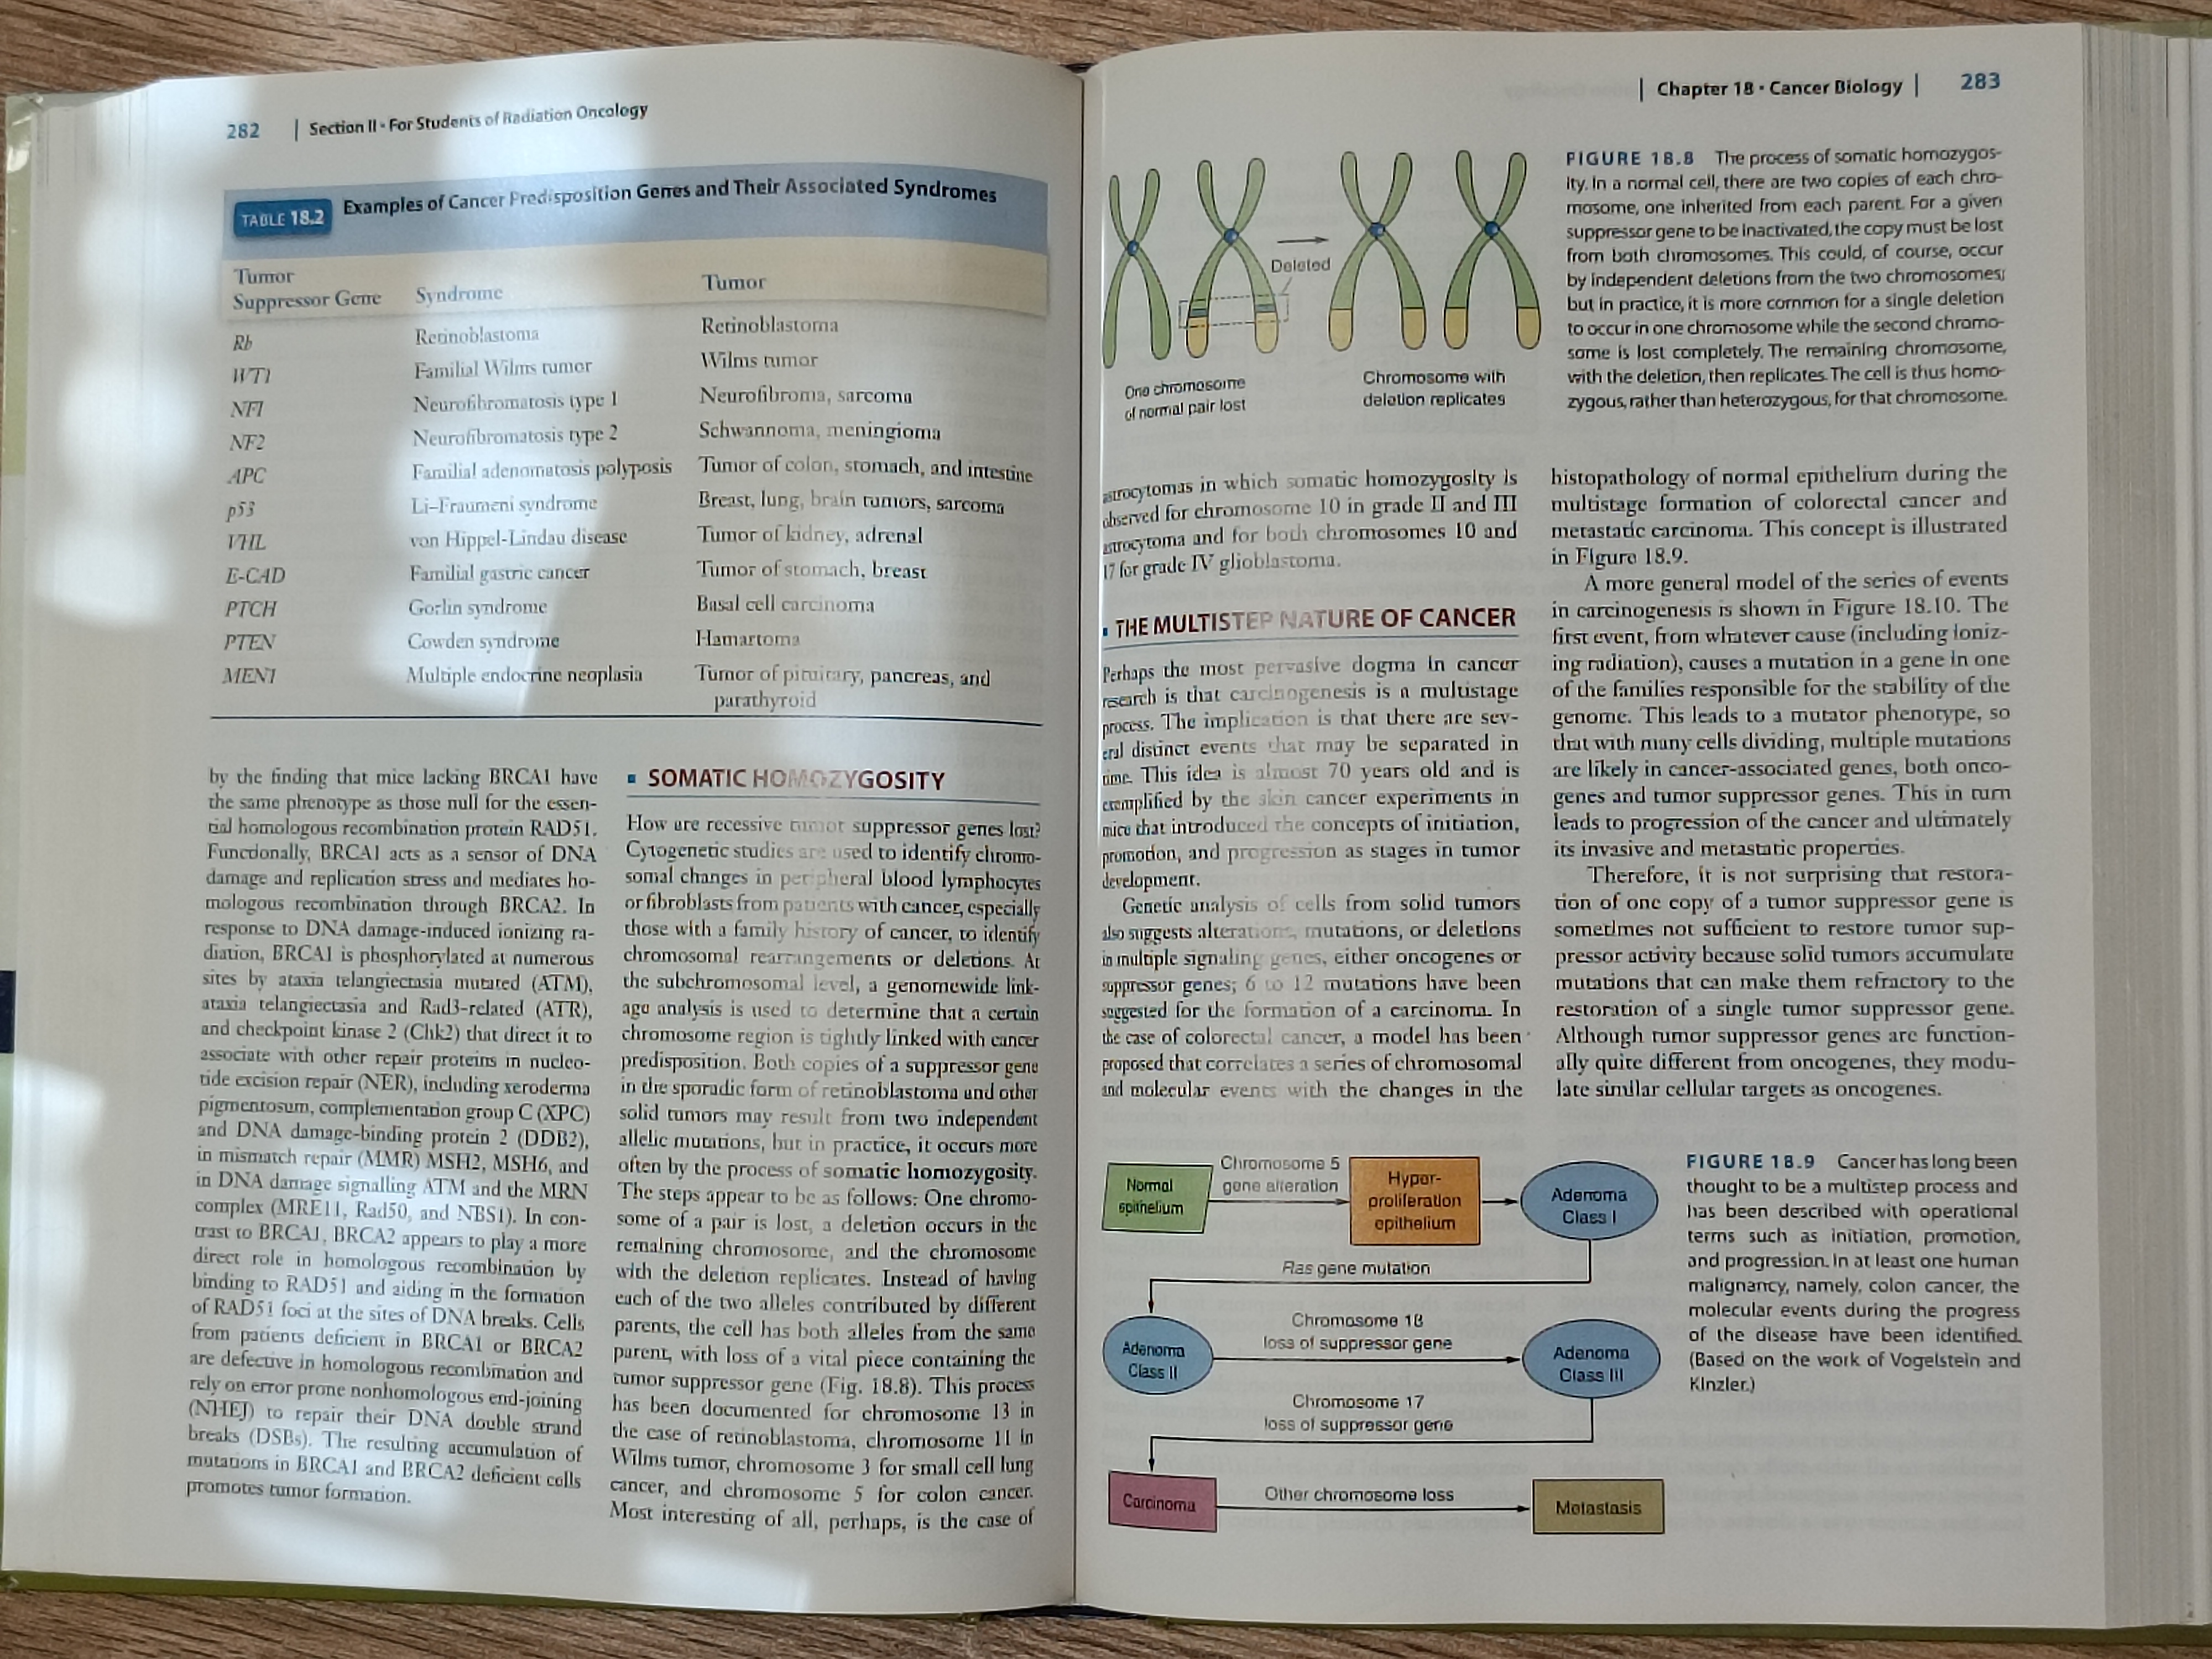 282 | Section II • For Students of Radiation Oncology
TABLE 18.2 Examples of Cancer Predisposition Genes and Their Associated Syndromes
Tumor
Suppressor Gene Syndrome Tumor
Rb Retinoblastoma Retinoblastoma
WT1 Familial Wilms tumor Wilms tumor
NF1 Neurofibromatosis type 1 Neurofibroma, sarcoma
NF2 Neurofibromatosis type 2 Schwannoma, meningioma
APC Familial adenomatosis polyposis Tumor of colon, stomach, and intestine
p53 Li–Fraumeni syndrome Breast, lung, brain tumors, sarcoma
VHL von Hippel-Lindau disease Tumor of kidney, adrenal
E-CAD Familial gastric cancer Tumor of stomach, breast
PTCH Gorlin syndrome Basal cell carcinoma
PTEN Cowden syndrome Hamartoma
MEN1 Multiple endocrine neoplasia Tumor of pituitary, pancreas, and
parathyroid
by the finding that mice lacking BRCA1 have
the same phenotype as those null for the essen-
tial homologous recombination protein RAD51.
Functionally, BRCA1 acts as a sensor of DNA
damage and replication stress and mediates ho-
mologous recombination through BRCA2. In
response to DNA damage-induced ionizing ra-
diation, BRCA1 is phosphorylated at numerous
sites by ataxia telangiectasia mutated (ATM),
ataxia telangiectasia and Rad3-related (ATR),
and checkpoint kinase 2 (Chk2) that direct it to
associate with other repair proteins in nucleo-
tide excision repair (NER), including xeroderma
pigmentosum, complementation group C (XPC)
and DNA damage-binding protein 2 (DDB2),
in mismatch repair (MMR) MSH2, MSH6, and
in DNA damage signalling ATM and the MRN
complex (MRE11, Rad50, and NBS1). In con-
trast to BRCA1, BRCA2 appears to play a more
direct role in homologous recombination by
binding to RAD51 and aiding in the formation
of RAD51 foci at the sites of DNA breaks. Cells
from patients deficient in BRCA1 or BRCA2
are defective in homologous recombination and
rely on error prone nonhomologous end-joining
(NHEJ) to repair their DNA double strand
breaks (DSBs). The resulting accumulation of
mutations in BRCA1 and BRCA2 deficient cells
promotes tumor formation.
▪ SOMATIC HOMOZYGOSITY
How are recessive tumor suppressor genes lost?
Cytogenetic studies are used to identify chromo-
somal changes in peripheral blood lymphocytes
or fibroblasts from patients with cancer, especially
those with a family history of cancer, to identify
chromosomal rearrangements or deletions. At
the subchromosomal level, a genomewide link-
age analysis is used to determine that a certain
chromosome region is tightly linked with cancer
predisposition. Both copies of a suppressor gene
in the sporadic form of retinoblastoma and other
solid tumors may result from two independent
allelic mutations, but in practice, it occurs more
often by the process of somatic homozygosity.
The steps appear to be as follows: One chromo-
some of a pair is lost, a deletion occurs in the
remaining chromosome, and the chromosome
with the deletion replicates. Instead of having
each of the two alleles contributed by different
parents, the cell has both alleles from the same
parent, with loss of a vital piece containing the
tumor suppressor gene (Fig. 18.8). This process
has been documented for chromosome 13 in
the case of retinoblastoma, chromosome 11 in
Wilms tumor, chromosome 3 for small cell lung
cancer, and chromosome 5 for colon cancer.
Most interesting of all, perhaps, is the case of
| Chapter 18 • Cancer Biology | 283
Deleted
One chromosome
of normal pair lost
Chromosome with
deletion replicates
FIGURE 18.8 The process of somatic homozygos-
ity. In a normal cell, there are two copies of each chro-
mosome, one inherited from each parent. For a given
suppressor gene to be inactivated, the copy must be lost
from both chromosomes. This could, of course, occur
by independent deletions from the two chromosomes;
but in practice, it is more common for a single deletion
to occur in one chromosome while the second chromo-
some is lost completely. The remaining chromosome,
with the deletion, then replicates. The cell is thus homo-
zygous, rather than heterozygous, for that chromosome.
astrocytomas in which somatic homozygosity is
observed for chromosome 10 in grade II and III
astrocytoma and for both chromosomes 10 and
17 for grade IV glioblastoma.
▪ THE MULTISTEP NATURE OF CANCER
Perhaps the most pervasive dogma in cancer
research is that carcinogenesis is a multistage
process. The implication is that there are sev-
eral distinct events that may be separated in
time. This idea is almost 70 years old and is
exemplified by the skin cancer experiments in
mice that introduced the concepts of initiation,
promotion, and progression as stages in tumor
development.
Genetic analysis of cells from solid tumors
also suggests alterations, mutations, or deletions
in multiple signaling genes, either oncogenes or
suppressor genes; 6 to 12 mutations have been
suggested for the formation of a carcinoma. In
the case of colorectal cancer, a model has been
proposed that correlates a series of chromosomal
and molecular events with the changes in the
histopathology of normal epithelium during the
multistage formation of colorectal cancer and
metastatic carcinoma. This concept is illustrated
in Figure 18.9.
A more general model of the series of events
in carcinogenesis is shown in Figure 18.10. The
first event, from whatever cause (including ioniz-
ing radiation), causes a mutation in a gene in one
of the families responsible for the stability of the
genome. This leads to a mutator phenotype, so
that with many cells dividing, multiple mutations
are likely in cancer-associated genes, both onco-
genes and tumor suppressor genes. This in turn
leads to progression of the cancer and ultimately
its invasive and metastatic properties.
Therefore, it is not surprising that restora-
tion of one copy of a tumor suppressor gene is
sometimes not sufficient to restore tumor sup-
pressor activity because solid tumors accumulate
mutations that can make them refractory to the
restoration of a single tumor suppressor gene.
Although tumor suppressor genes are function-
ally quite different from oncogenes, they modu-
late similar cellular targets as oncogenes.
Normal
epithelium
Chromosome 5
gene alteration
Hyper-
proliferation
epithelium
Adenoma
Class I
Ras gene mutation
Adenoma
Class II
Chromosome 18
loss of suppressor gene
Adenoma
Class III
Chromosome 17
loss of suppressor gene
Carcinoma
Other chromosome loss
Metastasis
FIGURE 18.9 Cancer has long been
thought to be a multistep process and
has been described with operational
terms such as initiation, promotion,
and progression. In at least one human
malignancy, namely, colon cancer, the
molecular events during the progress
of the disease have been identified.
(Based on the work of Vogelstein and
Kinzler.)